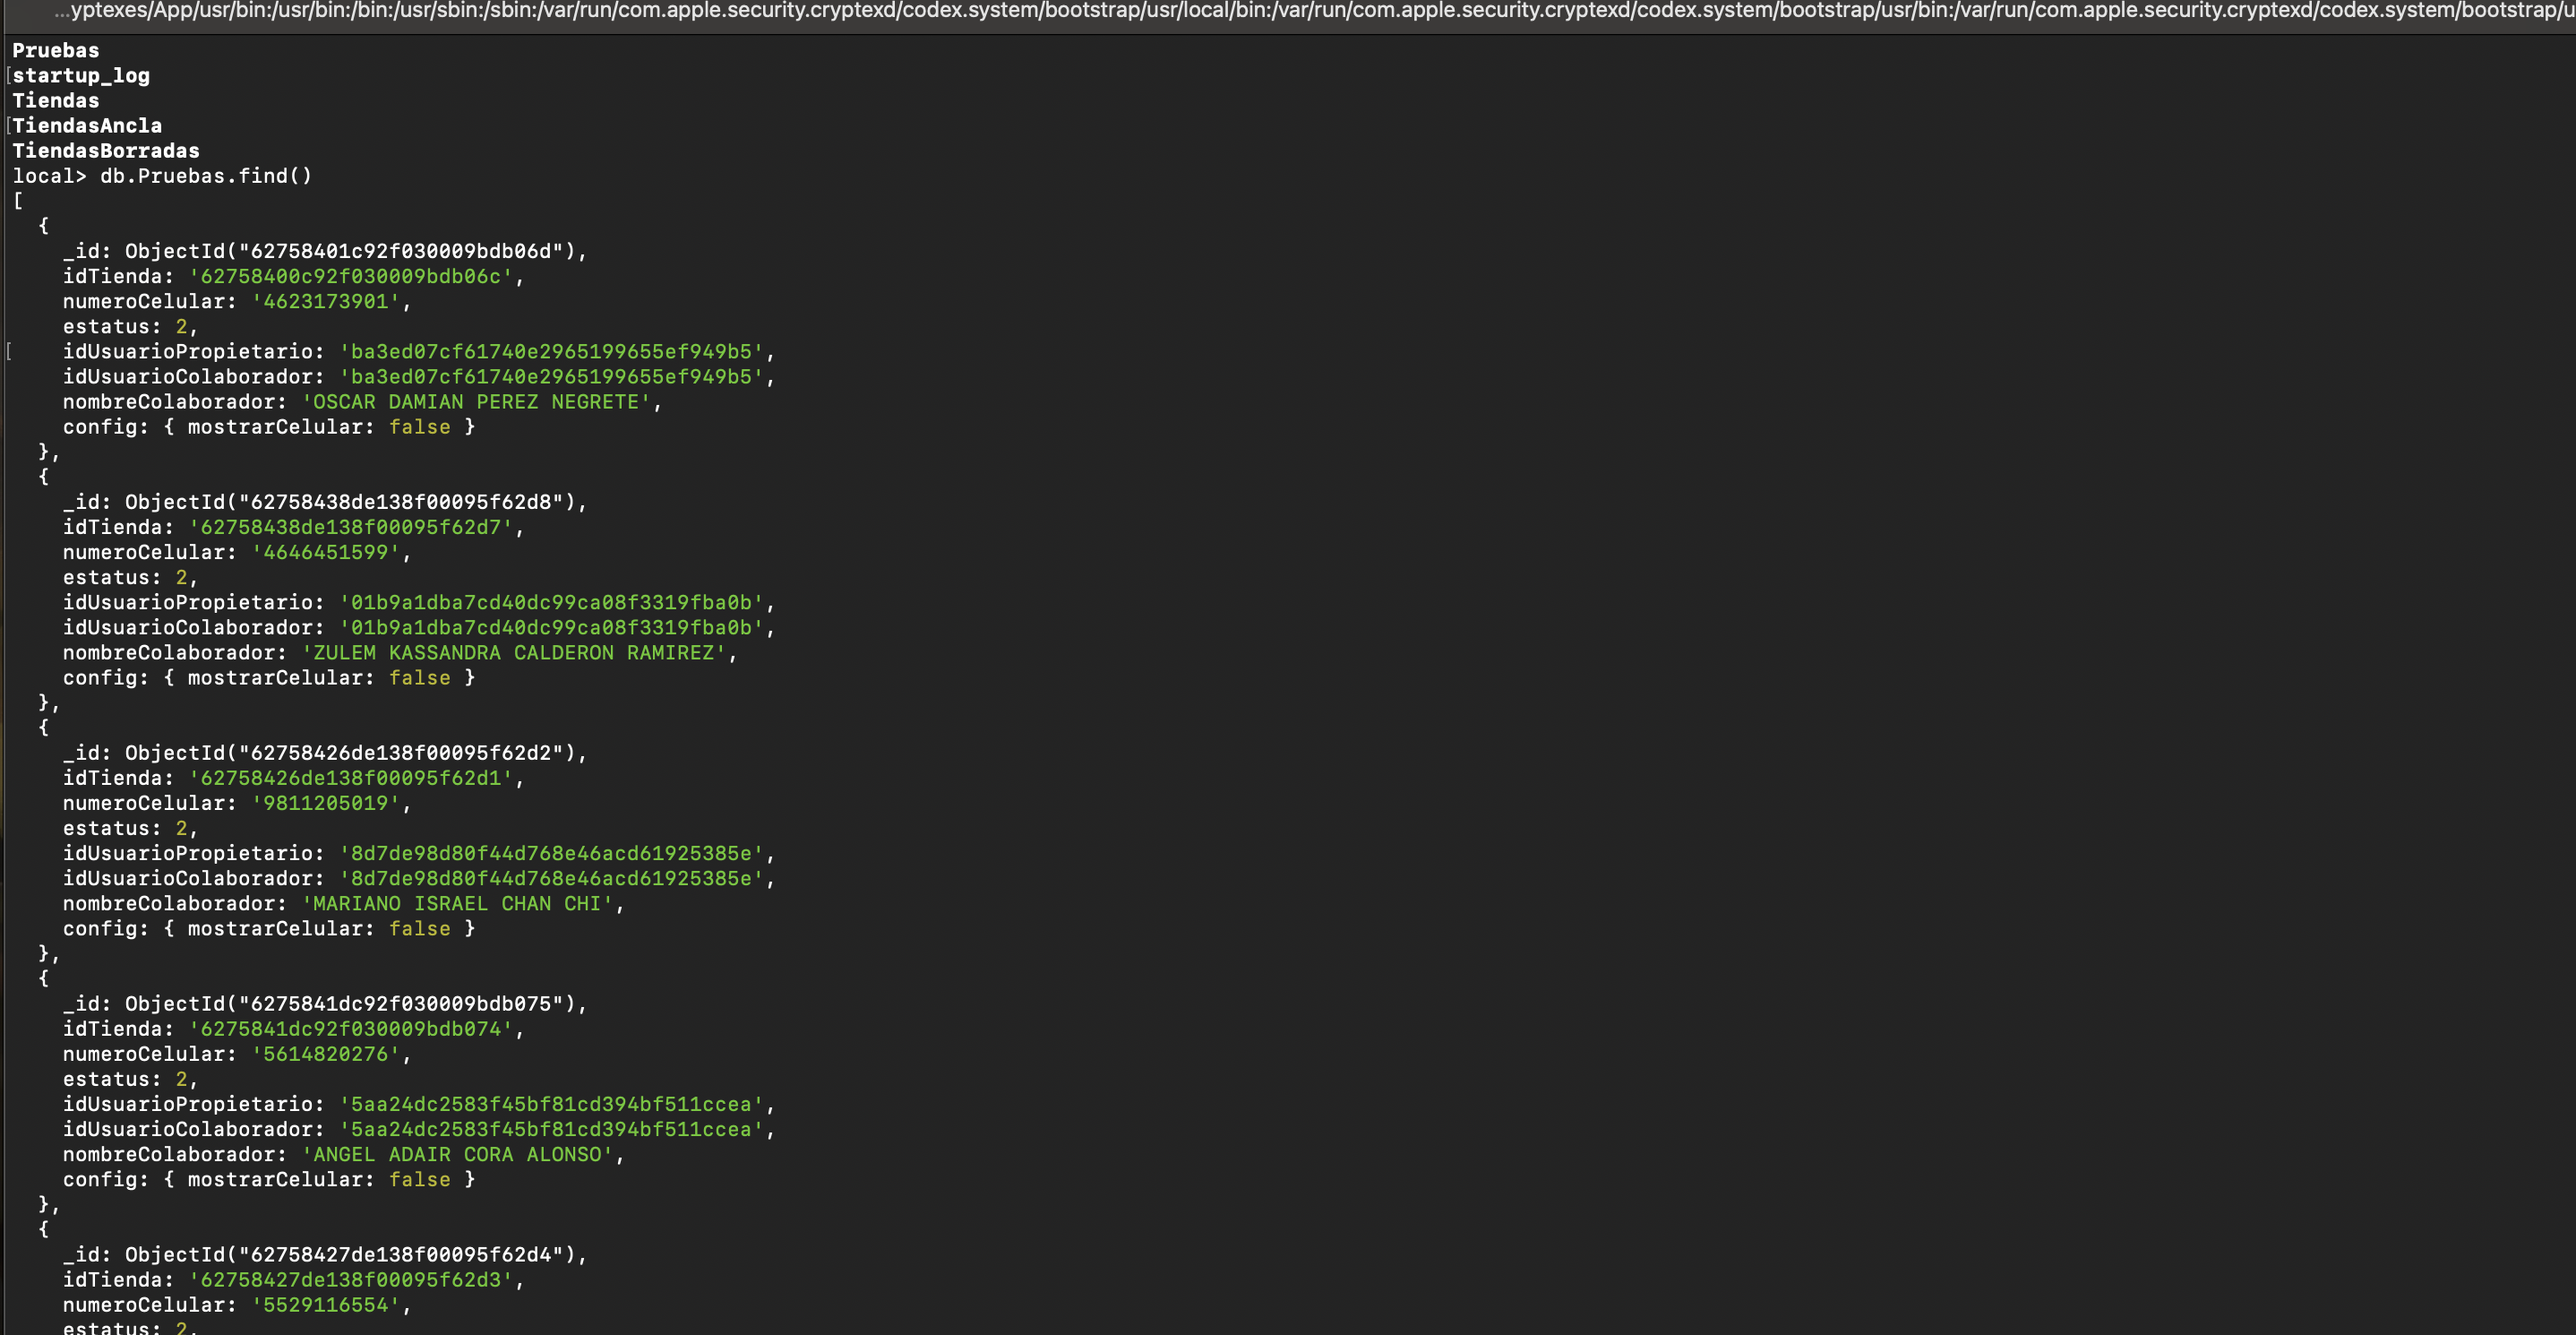 ...yptexes/App/usr/bin:/usr/bin:/bin:/usr/sbin:/sbin:/var/run/com.apple.security.cryptexd/codex.system/bootstrap/usr/local/bin:/var/run/com.apple.security.cryptexd/codex.system/bootstrap/usr/bin:/var/run/com.apple.security.cryptexd/codex.system/bootstrap/u
Pruebas
[startup_log
Tiendas
[TiendasAncla
TiendasBorradas
local> db.Pruebas.find()
[
  {
    _id: ObjectId("62758401c92f030009bdb06d"),
    idTienda: '62758400c92f030009bdb06c',
    numeroCelular: '4623173901',
    estatus: 2,
[    idUsuarioPropietario: 'ba3ed07cf61740e2965199655ef949b5',
    idUsuarioColaborador: 'ba3ed07cf61740e2965199655ef949b5',
    nombreColaborador: 'OSCAR DAMIAN PEREZ NEGRETE',
    config: { mostrarCelular: false }
  },
  {
    _id: ObjectId("62758438de138f00095f62d8"),
    idTienda: '62758438de138f00095f62d7',
    numeroCelular: '4646451599',
    estatus: 2,
    idUsuarioPropietario: '01b9a1dba7cd40dc99ca08f3319fba0b',
    idUsuarioColaborador: '01b9a1dba7cd40dc99ca08f3319fba0b',
    nombreColaborador: 'ZULEM KASSANDRA CALDERON RAMIREZ',
    config: { mostrarCelular: false }
  },
  {
    _id: ObjectId("62758426de138f00095f62d2"),
    idTienda: '62758426de138f00095f62d1',
    numeroCelular: '9811205019',
    estatus: 2,
    idUsuarioPropietario: '8d7de98d80f44d768e46acd61925385e',
    idUsuarioColaborador: '8d7de98d80f44d768e46acd61925385e',
    nombreColaborador: 'MARIANO ISRAEL CHAN CHI',
    config: { mostrarCelular: false }
  },
  {
    _id: ObjectId("6275841dc92f030009bdb075"),
    idTienda: '6275841dc92f030009bdb074',
    numeroCelular: '5614820276',
    estatus: 2,
    idUsuarioPropietario: '5aa24dc2583f45bf81cd394bf511ccea',
    idUsuarioColaborador: '5aa24dc2583f45bf81cd394bf511ccea',
    nombreColaborador: 'ANGEL ADAIR CORA ALONSO',
    config: { mostrarCelular: false }
  },
  {
    _id: ObjectId("62758427de138f00095f62d4"),
    idTienda: '62758427de138f00095f62d3',
    numeroCelular: '5529116554',
    estatus: 2,